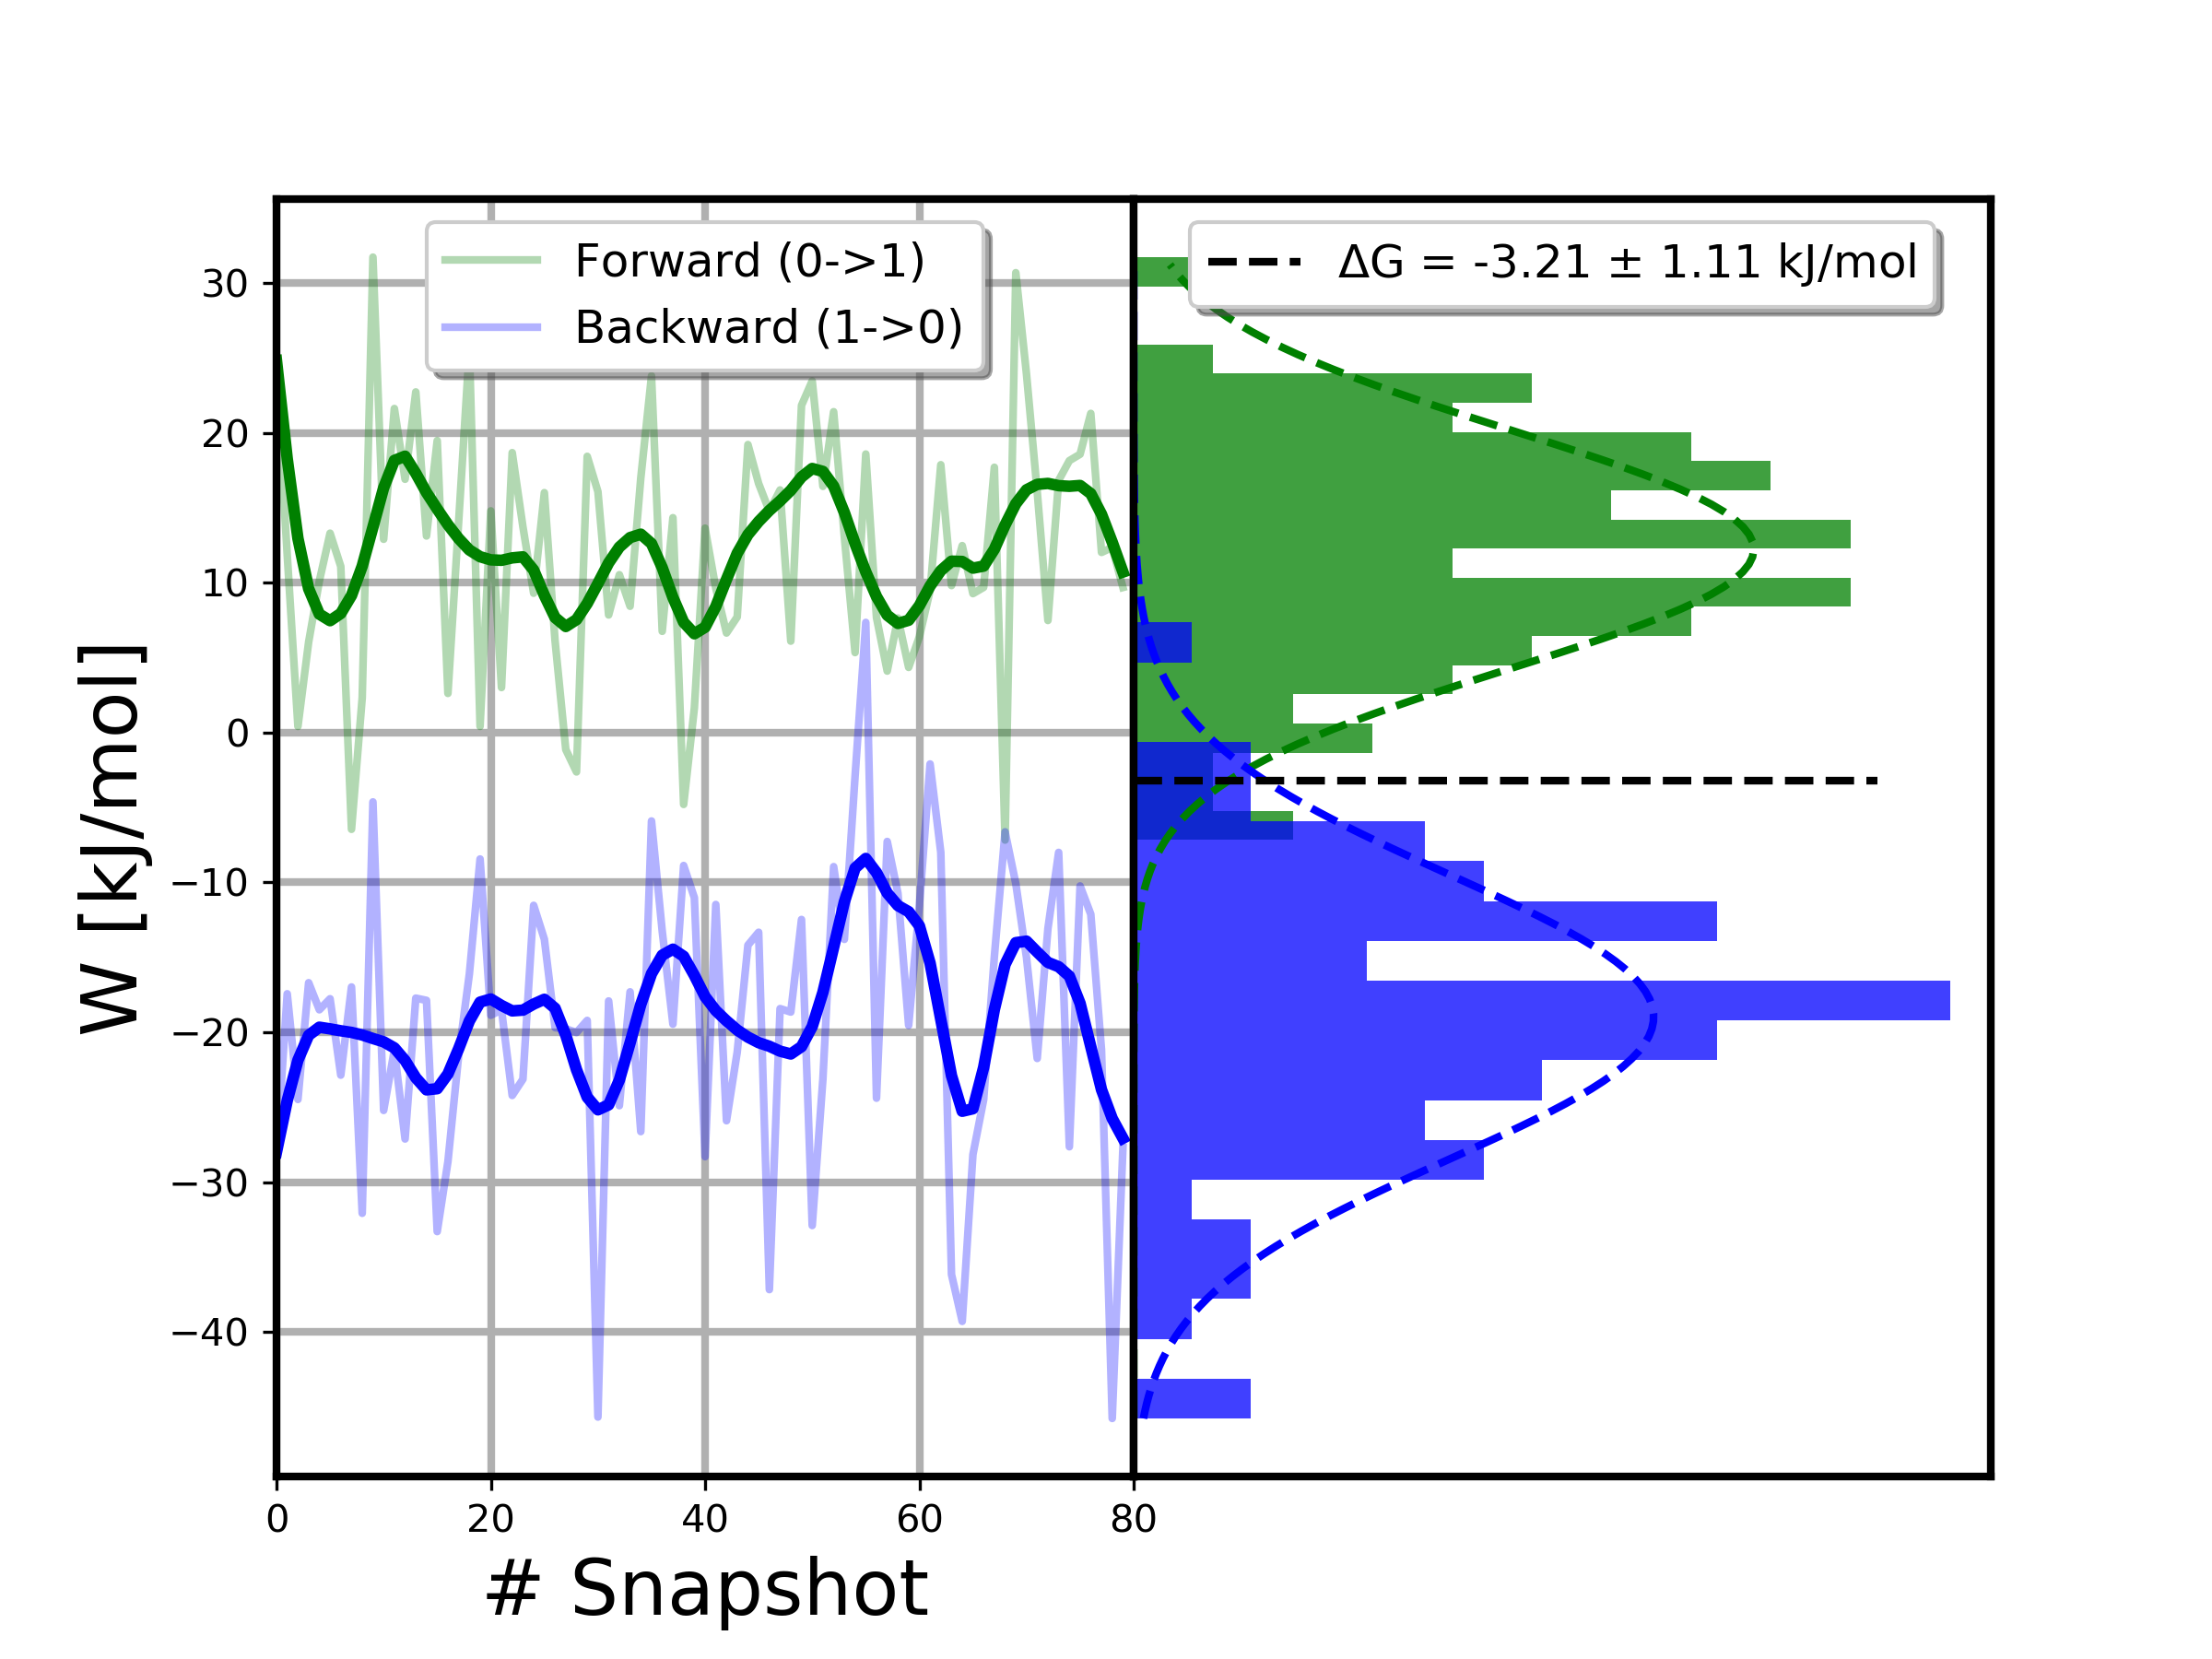 Forward (0->1)
Backward (1->0)
ΔG = -3.21 ± 1.11 kJ/mol
W [kJ/mol]
30
20
10
0
−10
−20
−30
−40
0 20 40 60 80
# Snapshot